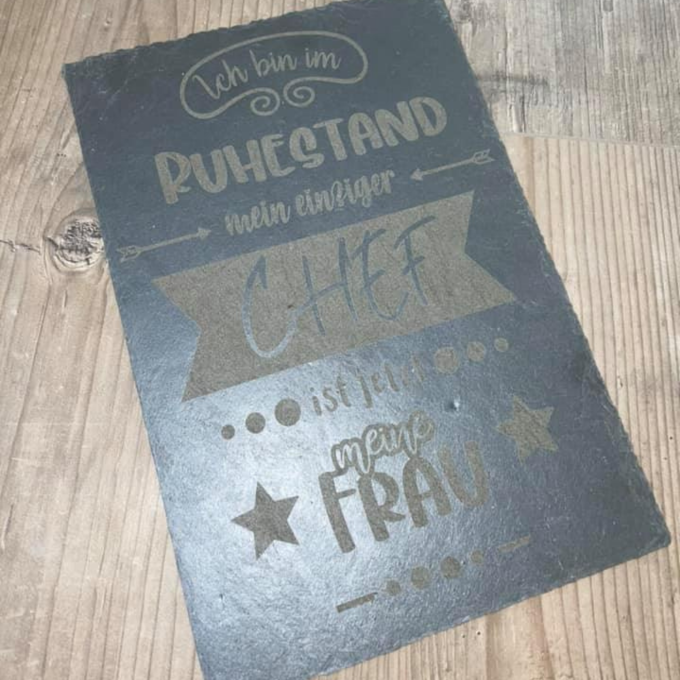 Ich bin im
RUHESTAND
mein einziger
CHEF
ist jetzt
meine
FRAU